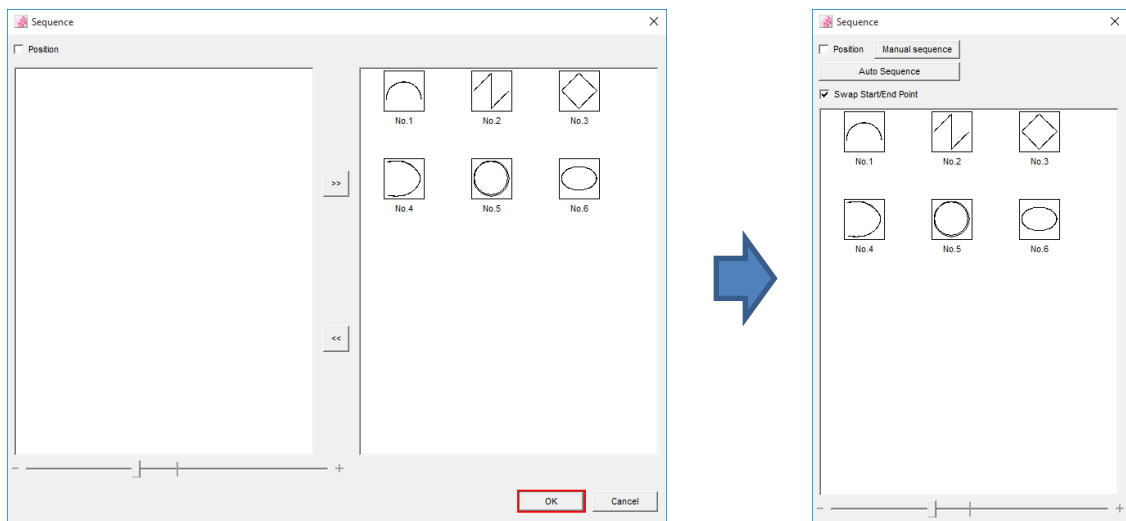 Sequence
Position
No.1 No.2 No.3
>>
No.4 No.5 No.6
<<
- +
OK Cancel
Sequence
Position Manual sequence
Auto Sequence
Swap Start/End Point
No.1 No.2 No.3
No.4 No.5 No.6
- +